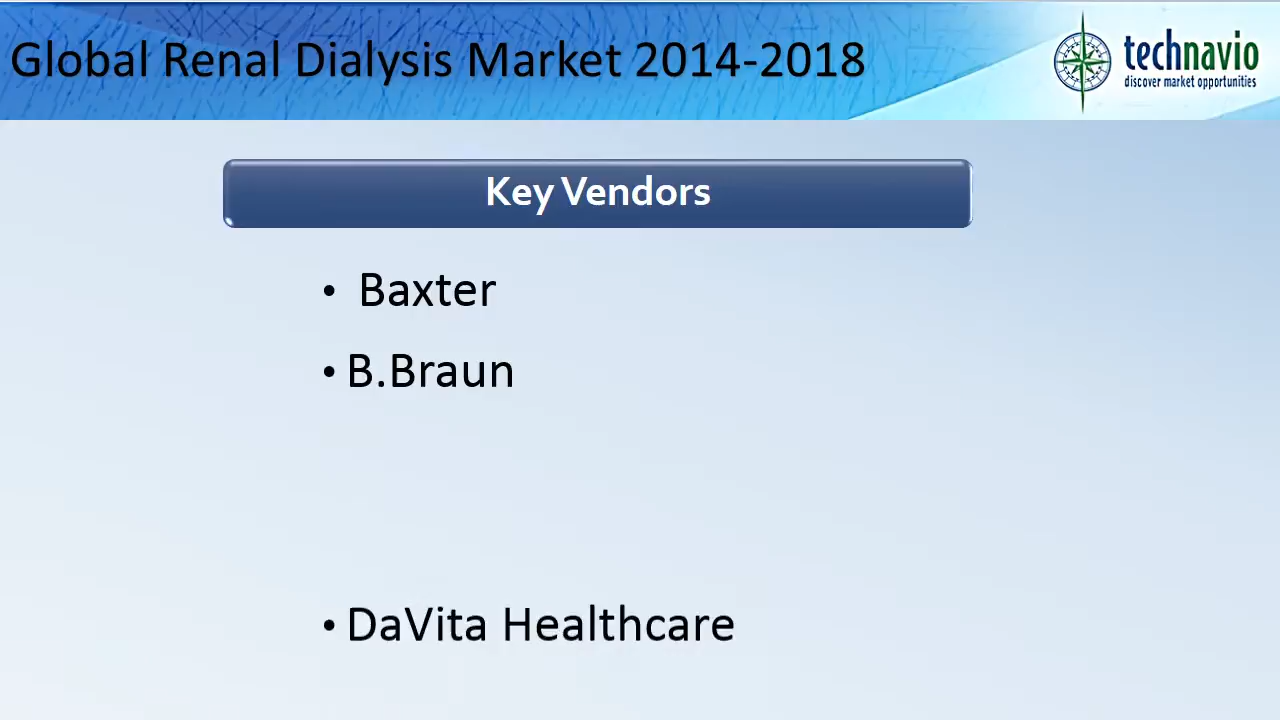 Global Renal Dialysis Market 2014-2018
technavio
discover market opportunities
Key Vendors
• Baxter
• B.Braun
• DaVita Healthcare